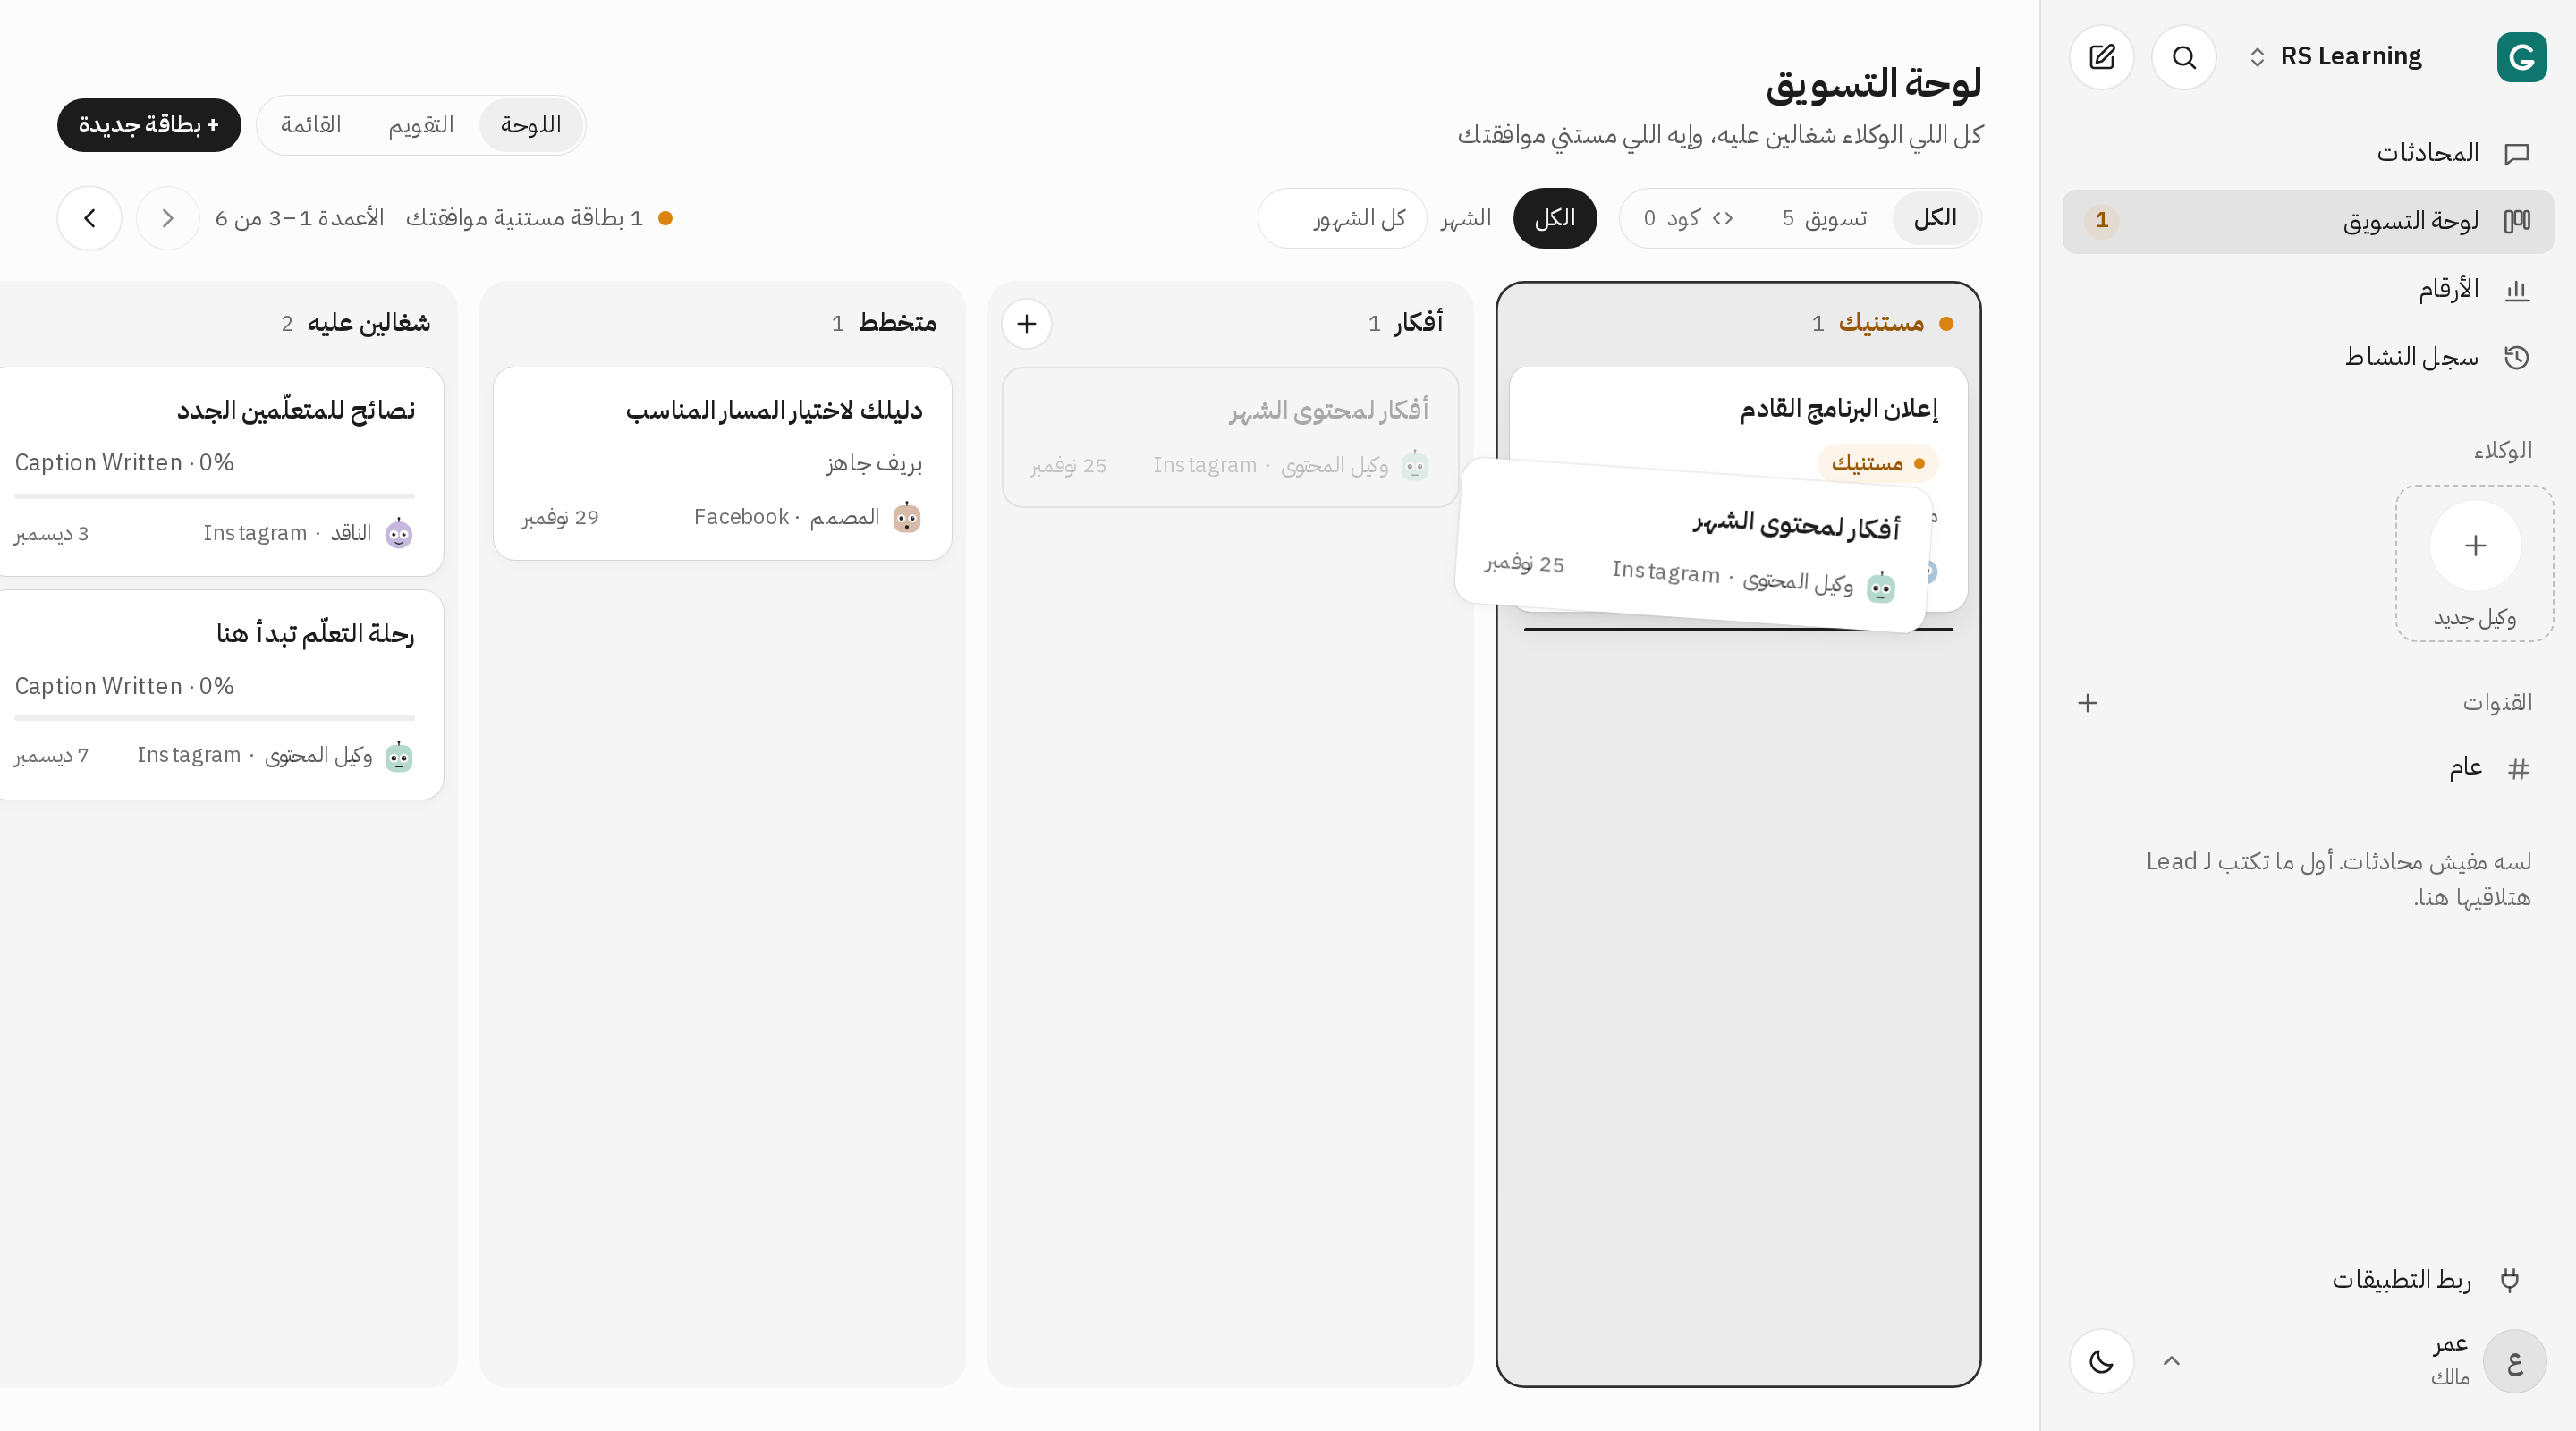 RS Learning
المحادثات
لوحة التسويق
1
الأرقام
سجل النشاط
الوكلاء
وكيل جديد
القنوات
عام
لسه مفيش محادثات. أول ما تكتب لـ Lead
هتلاقيها هنا.
ربط التطبيقات
ع
عمر
مالك
لوحة التسويق
كل اللي الوكلاء شغالين عليه، وإيه اللي مستني موافقتك
اللوحة التقويم القائمة
+ بطاقة جديدة
الكل تسويق 5 كود 0
الكل
الشهر كل الشهور
1 بطاقة مستنية موافقتك
الأعمدة 1–3 من 6
مستنيك 1
إعلان البرنامج القادم
مستنيك
أفكار لمحتوى الشهر
وكيل المحتوى · Instagram 25 نوفمبر
أفكار 1
أفكار لمحتوى الشهر
وكيل المحتوى · Instagram 25 نوفمبر
متخطط 1
دليلك لاختيار المسار المناسب
بريف جاهز
المصمم · Facebook 29 نوفمبر
شغالين عليه 2
نصائح للمتعلّمين الجدد
Caption Written · 0%
الناقد · Instagram 3 ديسمبر
رحلة التعلّم تبدأ هنا
Caption Written · 0%
وكيل المحتوى · Instagram 7 ديسمبر